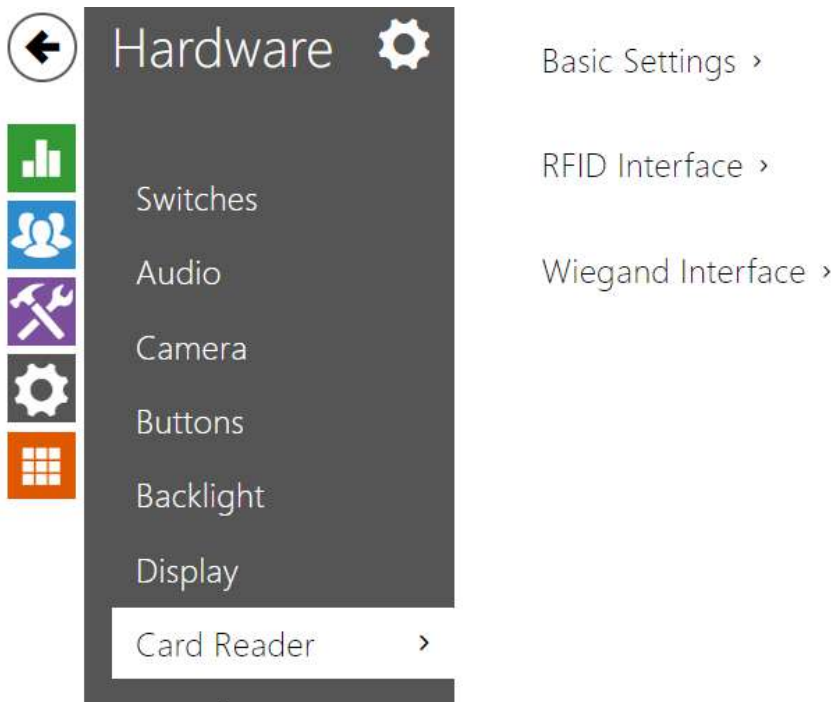 Hardware
Switches
Audio
Camera
Buttons
Backlight
Display
Card Reader
Basic Settings
RFID Interface
Wiegand Interface